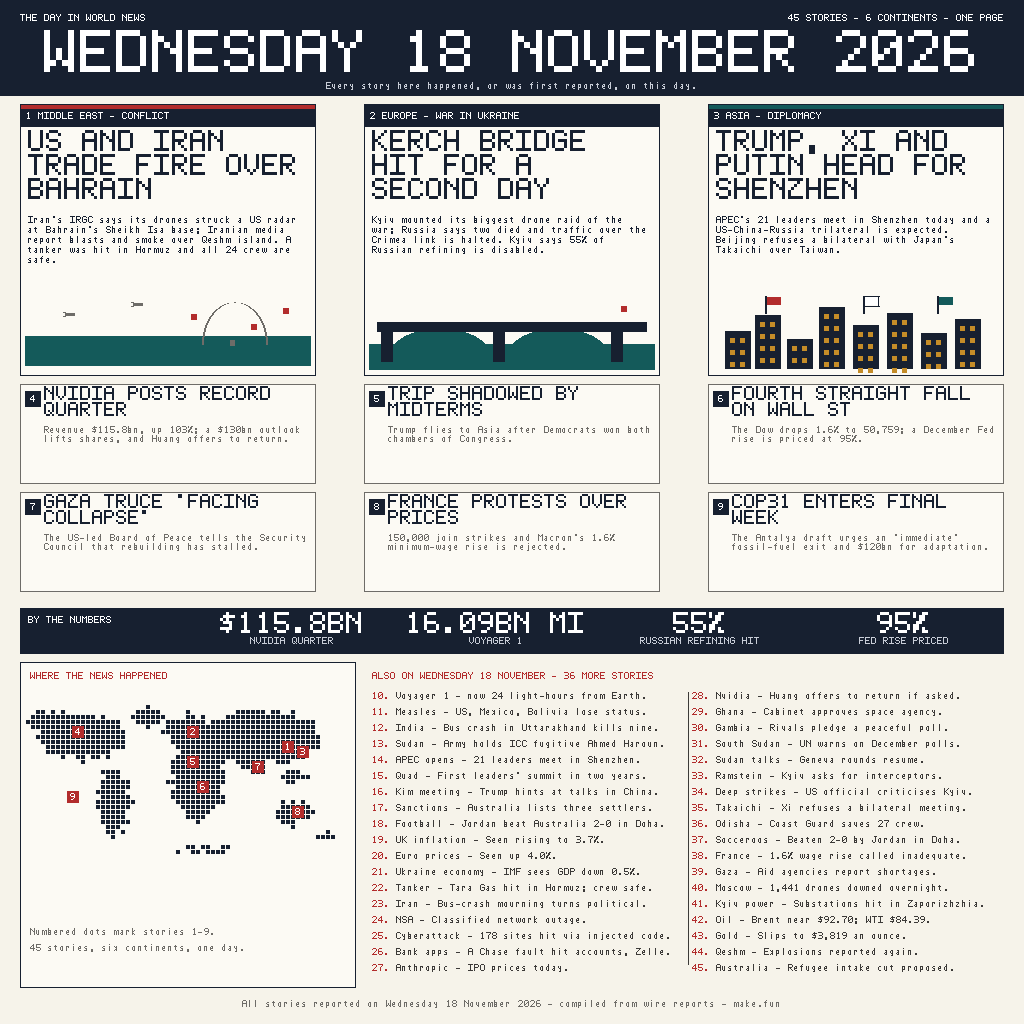 THE DAY IN WORLD NEWS
45 STORIES - 6 CONTINENTS - ONE PAGE
WEDNESDAY 18 NOVEMBER 2026
Every story here happened, or was first reported, on this day.
1 MIDDLE EAST - CONFLICT
US AND IRAN
TRADE FIRE OVER
BAHRAIN
Iran's IRGC says its drones struck a US radar
at Bahrain's Sheikh Isa base; Iranian media
report blasts and smoke over Qeshm island. A
tanker was hit in Hormuz and all 24 crew are
safe.
2 EUROPE - WAR IN UKRAINE
KERCH BRIDGE
HIT FOR A
SECOND DAY
Kyiv mounted its biggest drone raid of the
war; Russia says two died and traffic over the
Crimea link is halted. Kyiv says 55% of
Russian refining is disabled.
3 ASIA - DIPLOMACY
TRUMP, XI AND
PUTIN HEAD FOR
SHENZHEN
APEC's 21 leaders meet in Shenzhen today and a
US-China-Russia trilateral is expected.
Beijing refuses a bilateral with Japan's
Takaichi over Taiwan.
4
NVIDIA POSTS RECORD
QUARTER
Revenue $115.8bn, up 103%; a $130bn outlook
lifts shares, and Huang offers to return.
5
TRIP SHADOWED BY
MIDTERMS
Trump flies to Asia after Democrats won both
chambers of Congress.
6
FOURTH STRAIGHT FALL
ON WALL ST
The Dow drops 1.6% to 50,759; a December Fed
rise is priced at 95%.
7
GAZA TRUCE 'FACING
COLLAPSE'
The US-led Board of Peace tells the Security
Council that rebuilding has stalled.
8
FRANCE PROTESTS OVER
PRICES
150,000 join strikes and Macron's 1.6%
minimum-wage rise is rejected.
9
COP31 ENTERS FINAL
WEEK
The Antalya draft urges an "immediate"
fossil-fuel exit and $120bn for adaptation.
BY THE NUMBERS
$115.8BN
NVIDIA QUARTER
16.09BN MI
VOYAGER 1
55%
RUSSIAN REFINING HIT
95%
FED RISE PRICED
WHERE THE NEWS HAPPENED
4
2
1
3
5
7
6
9
8
Numbered dots mark stories 1-9.
45 stories, six continents, one day.
ALSO ON WEDNESDAY 18 NOVEMBER - 36 MORE STORIES
10. Voyager 1 - now 24 light-hours from Earth.
11. Measles - US, Mexico, Bolivia lose status.
12. India - Bus crash in Uttarakhand kills nine.
13. Sudan - Army holds ICC fugitive Ahmed Haroun.
14. APEC opens - 21 leaders meet in Shenzhen.
15. Quad - First leaders' summit in two years.
16. Kim meeting - Trump hints at talks in China.
17. Sanctions - Australia lists three settlers.
18. Football - Jordan beat Australia 2-0 in Doha.
19. UK inflation - Seen rising to 3.7%.
20. Euro prices - Seen up 4.0%.
21. Ukraine economy - IMF sees GDP down 0.5%.
22. Tanker - Tara Gas hit in Hormuz; crew safe.
23. Iran - Bus-crash mourning turns political.
24. NSA - Classified network outage.
25. Cyberattack - 178 sites hit via injected code.
26. Bank apps - A Chase fault hit accounts, Zelle.
27. Anthropic - IPO prices today.
28. Nvidia - Huang offers to return if asked.
29. Ghana - Cabinet approves space agency.
30. Gambia - Rivals pledge a peaceful poll.
31. South Sudan - UN warns on December polls.
32. Sudan talks - Geneva rounds resume.
33. Ramstein - Kyiv asks for interceptors.
34. Deep strikes - US official criticises Kyiv.
35. Takaichi - Xi refuses a bilateral meeting.
36. Odisha - Coast Guard saves 27 crew.
37. Socceroos - Beaten 2-0 by Jordan in Doha.
38. France - 1.6% wage rise called inadequate.
39. Gaza - Aid agencies report shortages.
40. Moscow - 1,441 drones downed overnight.
41. Kyiv power - Substations hit in Zaporizhzhia.
42. Oil - Brent near $92.70; WTI $84.39.
43. Gold - Slips to $3,819 an ounce.
44. Qeshm - Explosions reported again.
45. Australia - Refugee intake cut proposed.
All stories reported on Wednesday 18 November 2026 - compiled from wire reports - make.fun